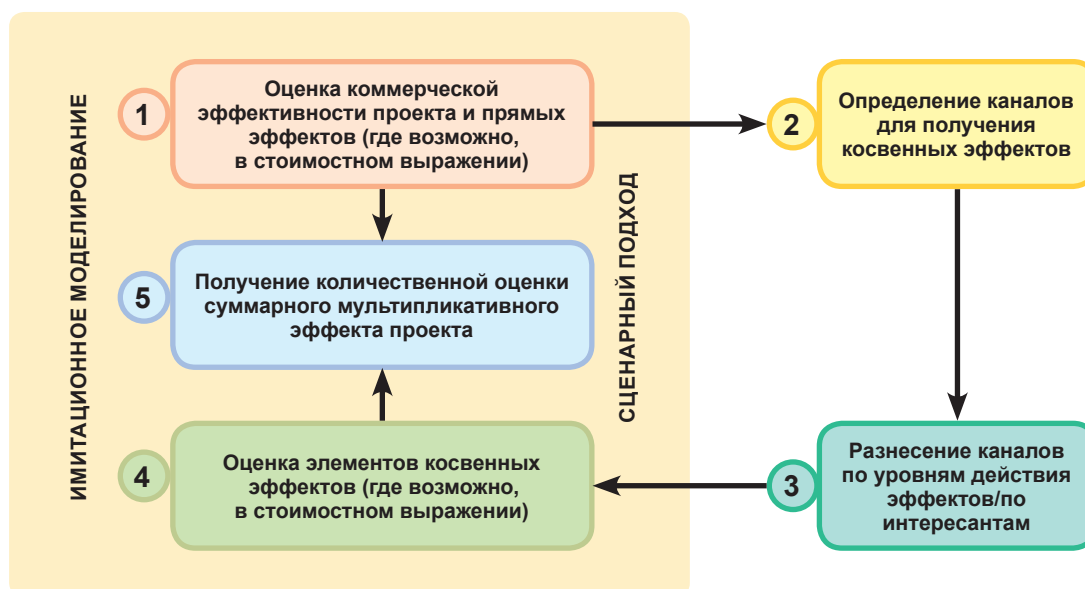 ИМИТАЦИОННОЕ МОДЕЛИРОВАНИЕ
1
Оценка коммерческой
эффективности проекта и прямых
эффектов (где возможно,
в стоимостном выражении)
2
Определение каналов
для получения
косвенных эффектов
СЦЕНАРНЫЙ ПОДХОД
5
Получение количественной оценки
суммарного мультипликативного
эффекта проекта
4
Оценка элементов косвенных
эффектов (где возможно,
в стоимостном выражении)
3
Разнесение каналов
по уровням действия
эффектов/по
интересантам